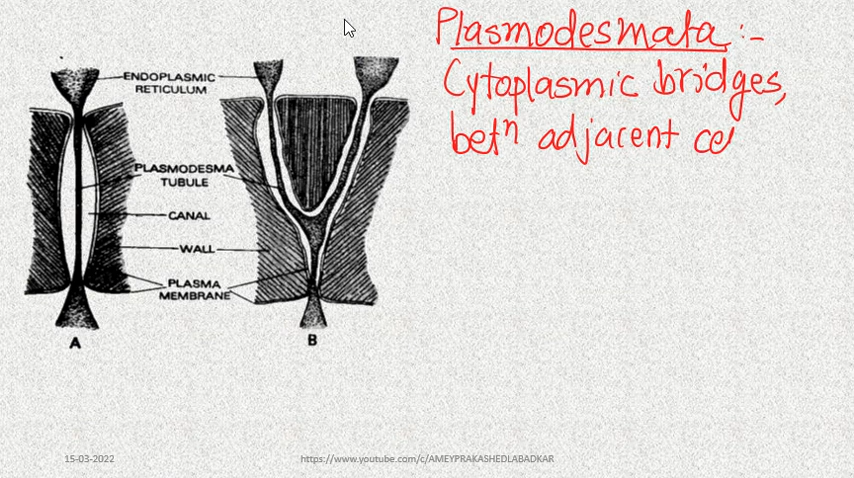 Plasmodesmata :-
Cytoplasmic bridges,
betⁿ adjacent ce
ENDOPLASMIC
RETICULUM
PLASMODESMA
TUBULE
CANAL
WALL
PLASMA
MEMBRANE
A
B
15-03-2022
https://www.youtube.com/c/AMEYPRAKASHEDLABADKAR